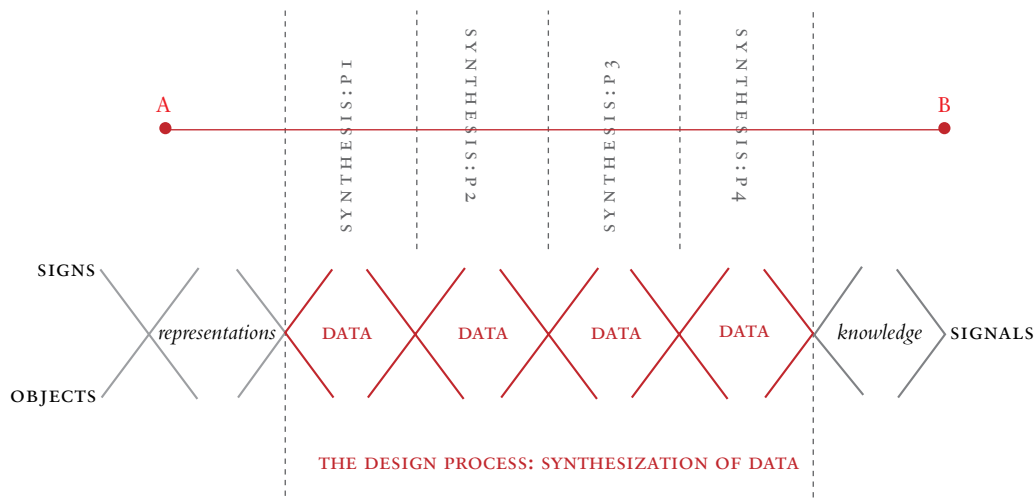 A
B
SYNTHESIS:P1
SYNTHESIS:P2
SYNTHESIS:P3
SYNTHESIS:P4
SIGNS
OBJECTS
representations
DATA
DATA
DATA
DATA
knowledge
SIGNALS
THE DESIGN PROCESS: SYNTHESIZATION OF DATA